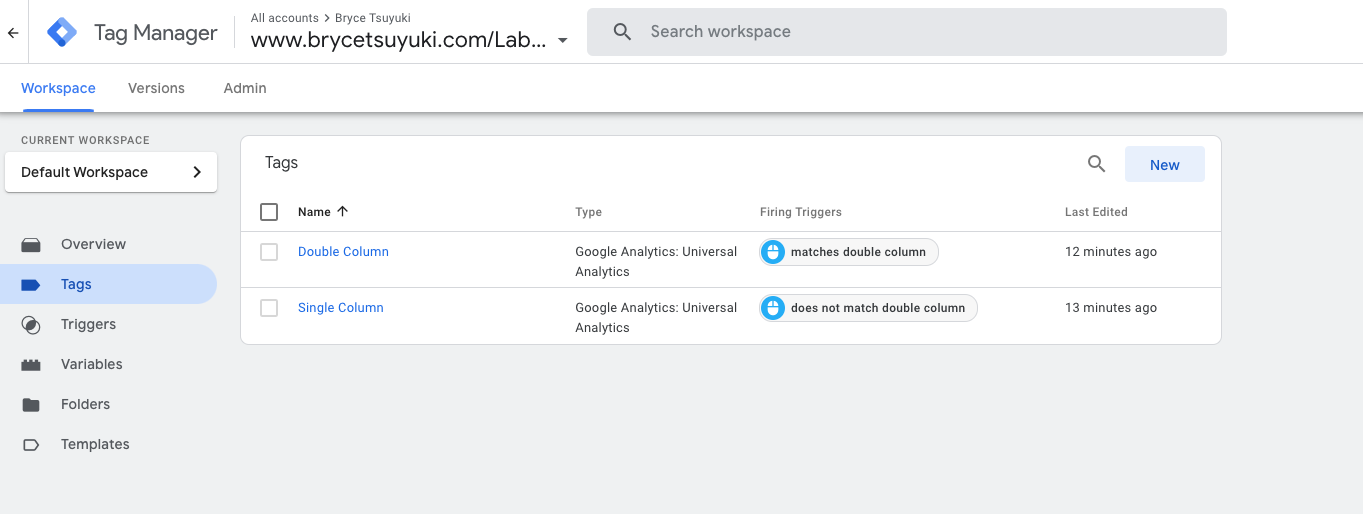 Tag Manager
All accounts > Bryce Tsuyuki
www.brycetsuyuki.com/Lab...
Search workspace
Workspace Versions Admin
CURRENT WORKSPACE
Default Workspace
Overview
Tags
Triggers
Variables
Folders
Templates
Tags
New
Name Type Firing Triggers Last Edited
Double Column Google Analytics: Universal matches double column 12 minutes ago
Analytics
Single Column Google Analytics: Universal does not match double column 13 minutes ago
Analytics